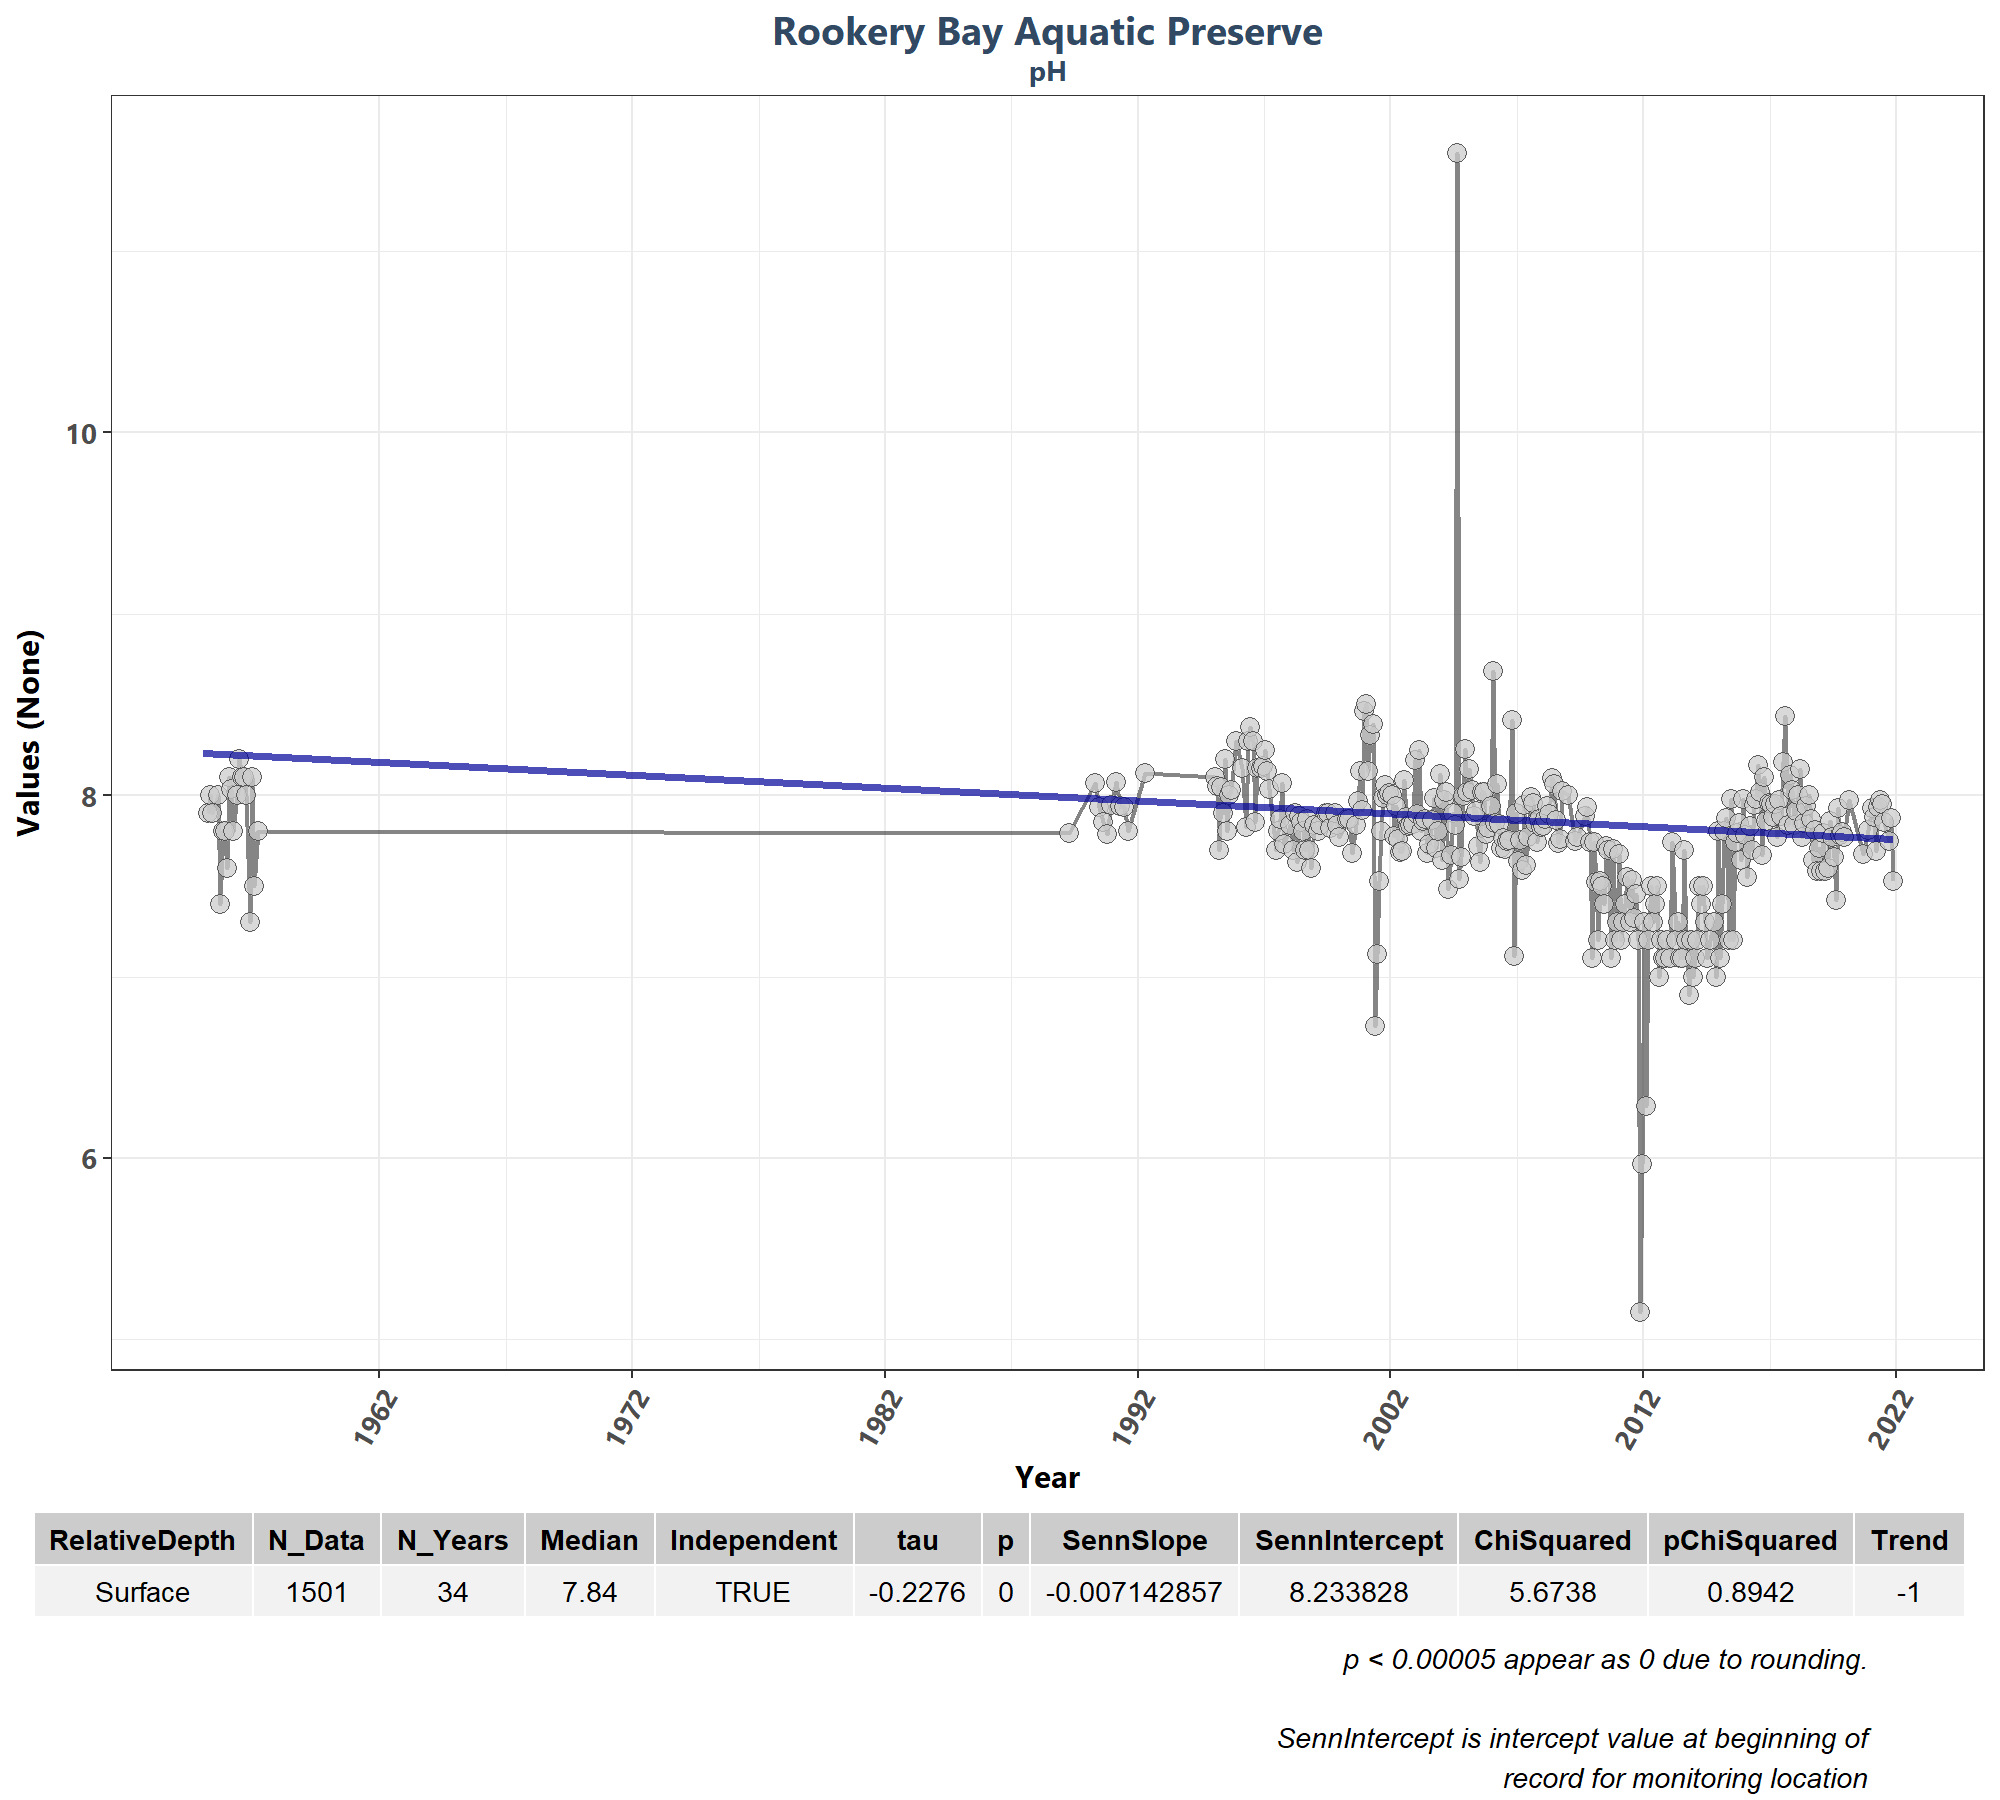 Rookery Bay Aquatic Preserve
pH
Values (None)
10
8
6
1962 1972 1982 1992 2002 2012 2022
Year
RelativeDepth N_Data N_Years Median Independent tau p SennSlope SennIntercept ChiSquared pChiSquared Trend
Surface 1501 34 7.84 TRUE -0.2276 0 -0.007142857 8.233828 5.6738 0.8942 -1
p < 0.00005 appear as 0 due to rounding.
SennIntercept is intercept value at beginning of
record for monitoring location